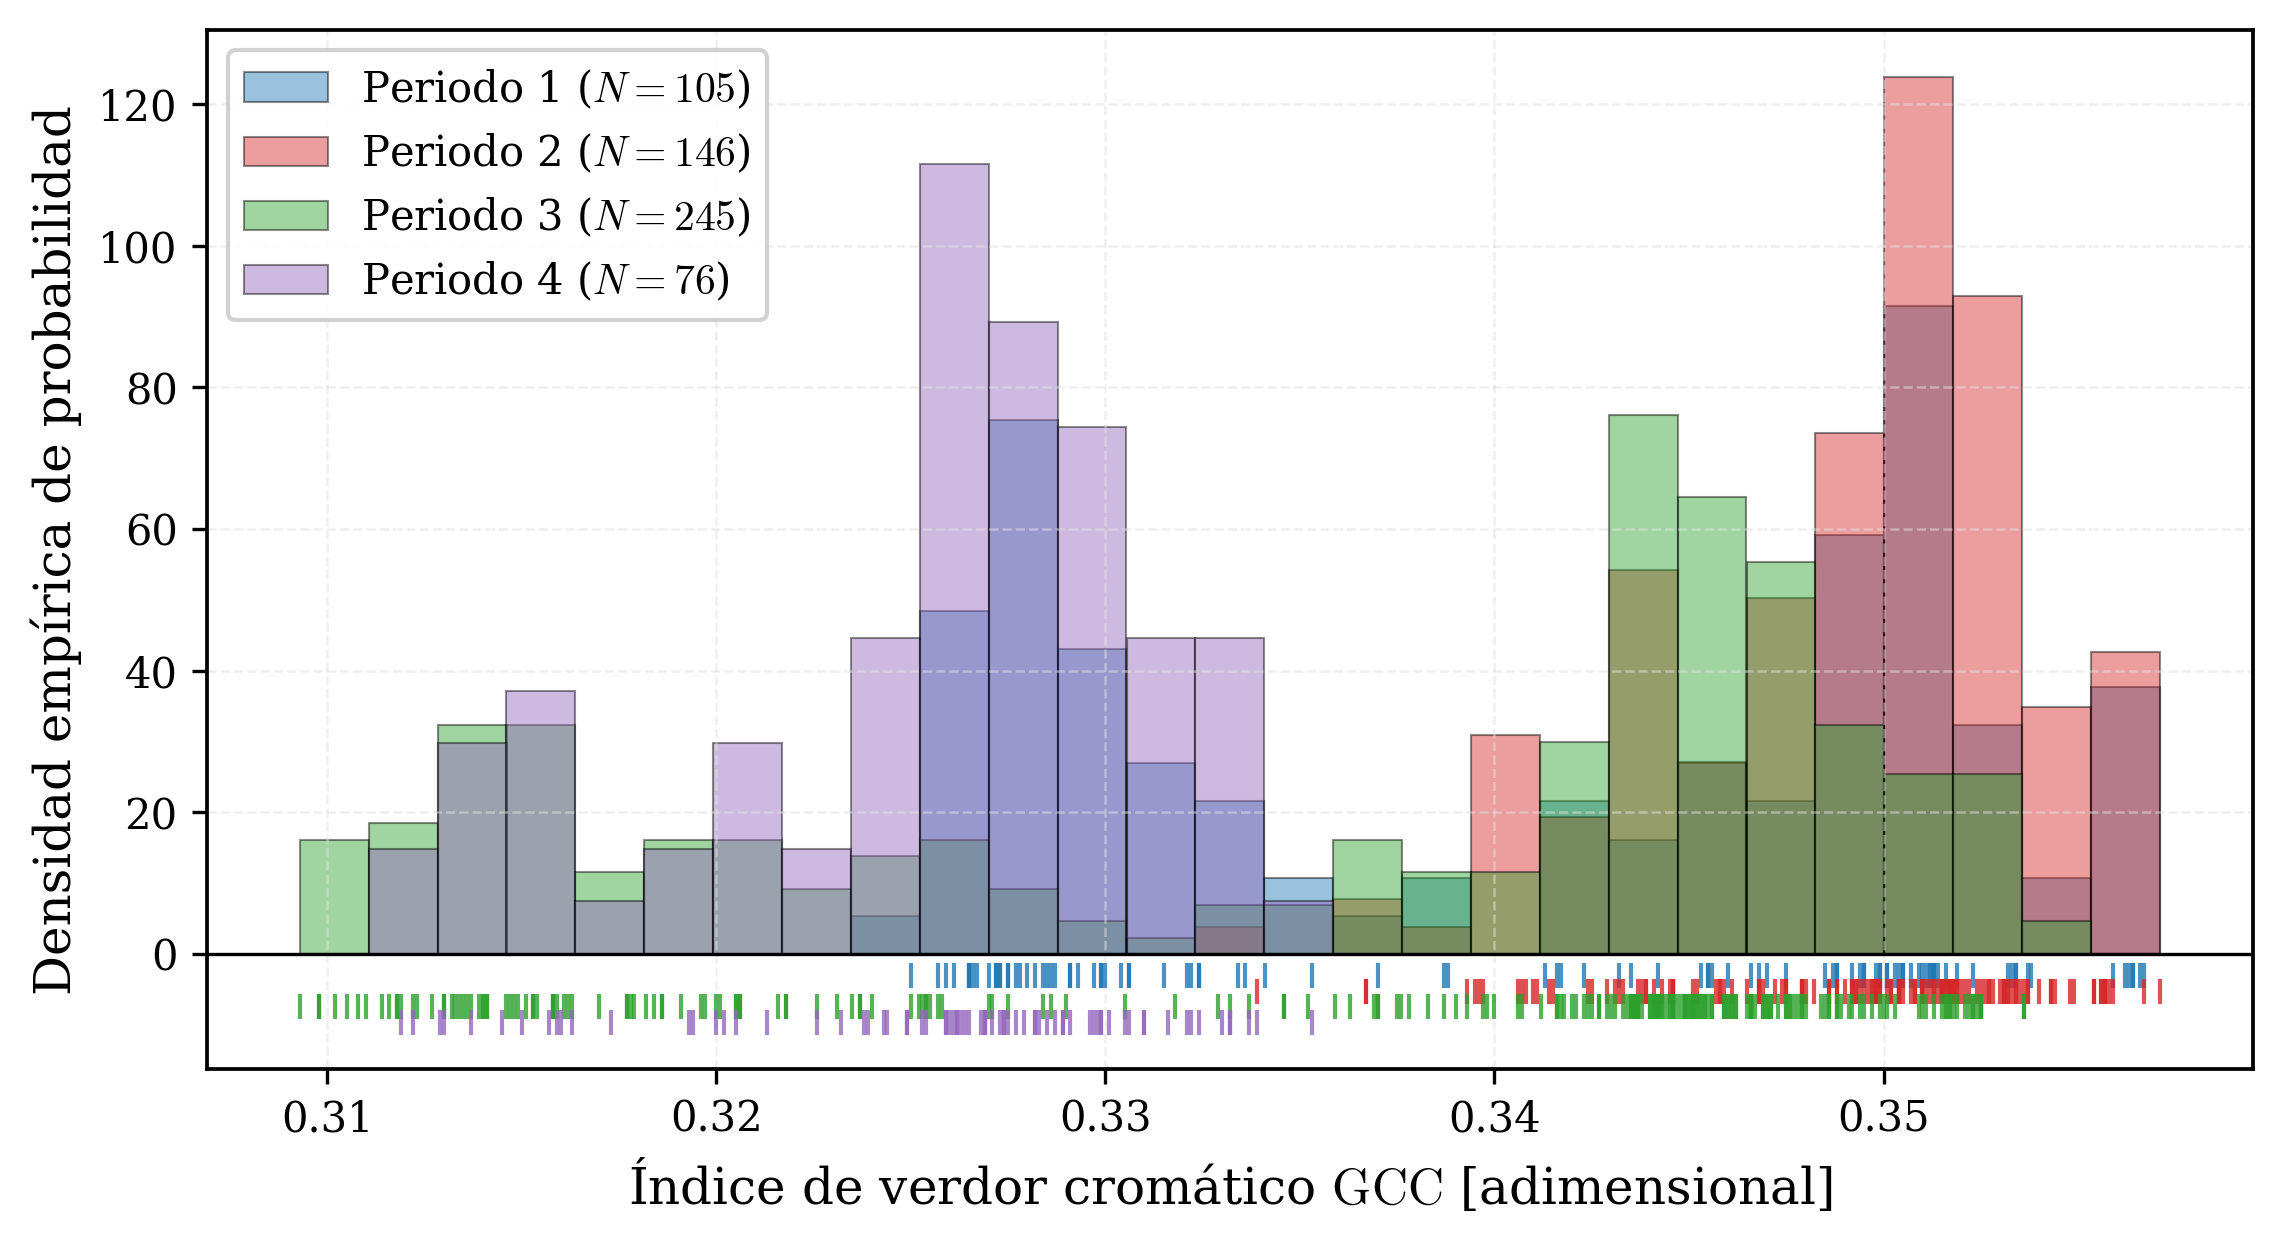 Densidad empírica de probabilidad
120
100
80
60
40
20
0
Periodo 1 (N = 105)
Periodo 2 (N = 146)
Periodo 3 (N = 245)
Periodo 4 (N = 76)
0.31 0.32 0.33 0.34 0.35
Índice de verdor cromático GCC [adimensional]